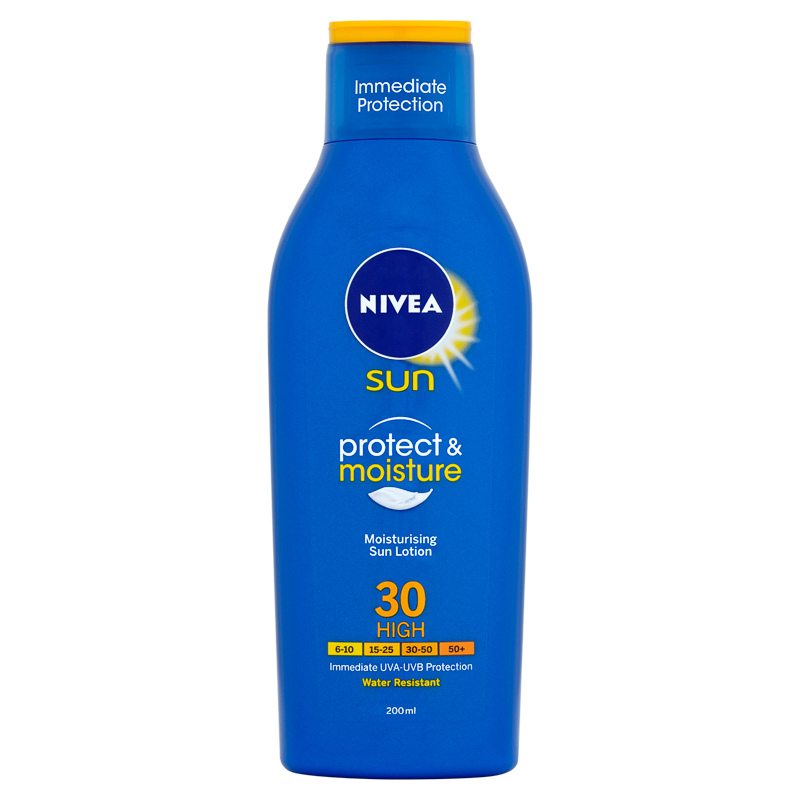 Immediate
Protection
NIVEA
sun
protect &
moisture
Moisturising
Sun Lotion
30
HIGH
6-10 15-25 30-50 50+
Immediate UVA-UVB Protection
Water Resistant
200ml